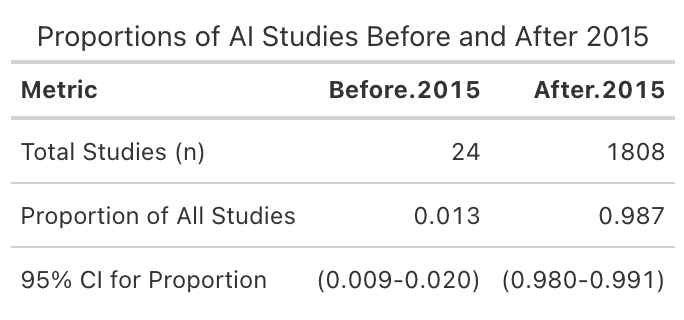 Proportions of AI Studies Before and After 2015
Metric Before.2015 After.2015
Total Studies (n) 24 1808
Proportion of All Studies 0.013 0.987
95% CI for Proportion (0.009-0.020) (0.980-0.991)